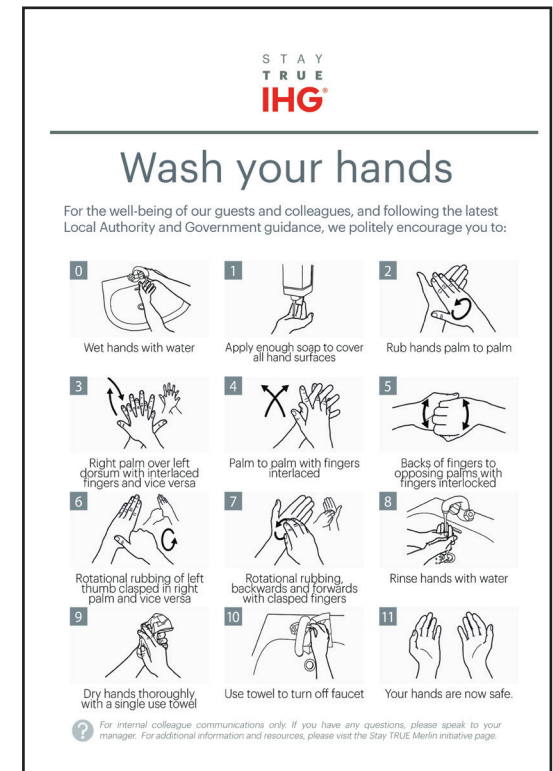 STAY
TRUE
IHG®
Wash your hands
For the well-being of our guests and colleagues, and following the latest
Local Authority and Government guidance, we politely encourage you to:
0
Wet hands with water
1
Apply enough soap to cover
all hand surfaces
2
Rub hands palm to palm
3
Right palm over left
dorsum with interlaced
fingers and vice versa
4
Palm to palm with fingers
interlaced
5
Backs of fingers to
opposing palms with
fingers interlocked
6
Rotational rubbing of left
thumb clasped in right
palm and vice versa
7
Rotational rubbing,
backwards and forwards
with clasped fingers
8
Rinse hands with water
9
Dry hands thoroughly
with a single use towel
10
Use towel to turn off faucet
11
Your hands are now safe.
?
For internal colleague communications only. If you have any questions, please speak to your
manager. For additional information and resources, please visit the Stay TRUE Merlin initiative page.